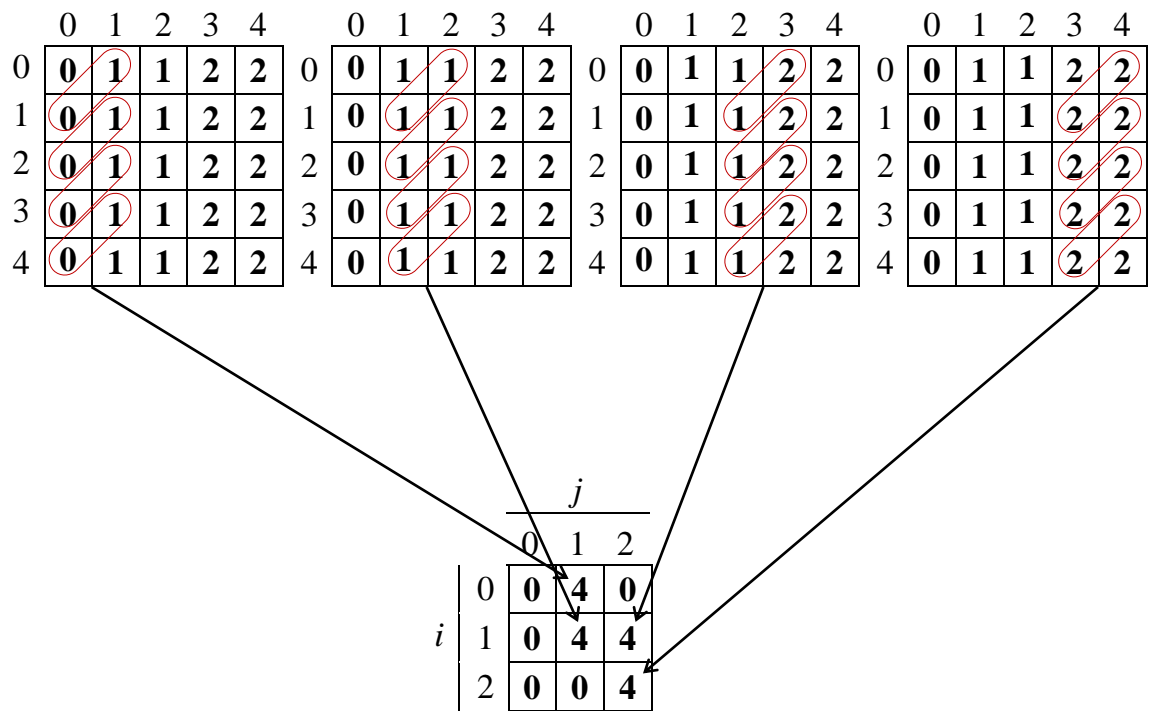 0 1 2 3 4 0 1 2 3 4 0 1 2 3 4 0 1 2 3 4
0 0 1 1 2 2 0 0 1 1 2 2 0 0 1 1 2 2 0 0 1 1 2 2
1 0 1 1 2 2 1 0 1 1 2 2 1 0 1 1 2 2 1 0 1 1 2 2
2 0 1 1 2 2 2 0 1 1 2 2 2 0 1 1 2 2 2 0 1 1 2 2
3 0 1 1 2 2 3 0 1 1 2 2 3 0 1 1 2 2 3 0 1 1 2 2
4 0 1 1 2 2 4 0 1 1 2 2 4 0 1 1 2 2 4 0 1 1 2 2
j
0 1 2
0 0 4 0
i 1 0 4 4
2 0 0 4